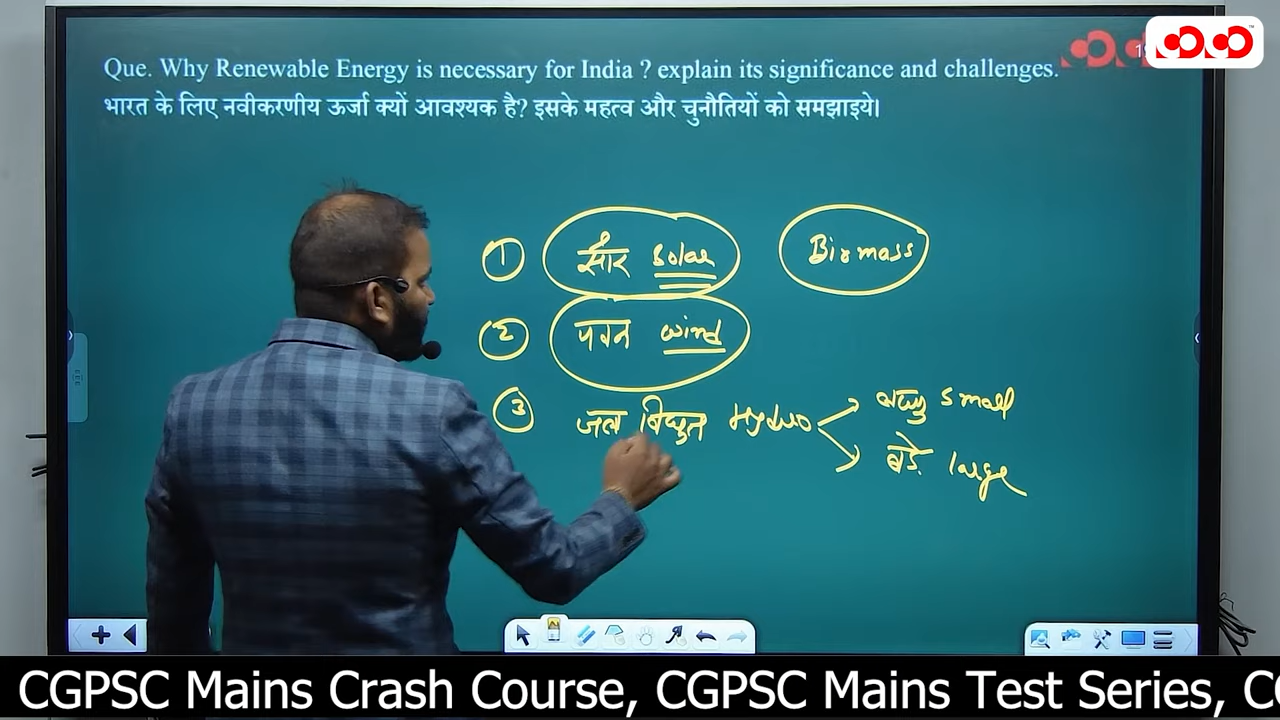 Que. Why Renewable Energy is necessary for India ? explain its significance and challenges.
भारत के लिए नवीकरणीय ऊर्जा क्यों आवश्यक है? इसके महत्व और चुनौतियों को समझाइये।
① सौर Solar Biomass
② पवन wind
③ जल विद्युत Hydro
लघु small
बड़े large
CGPSC Mains Crash Course, CGPSC Mains Test Series, C